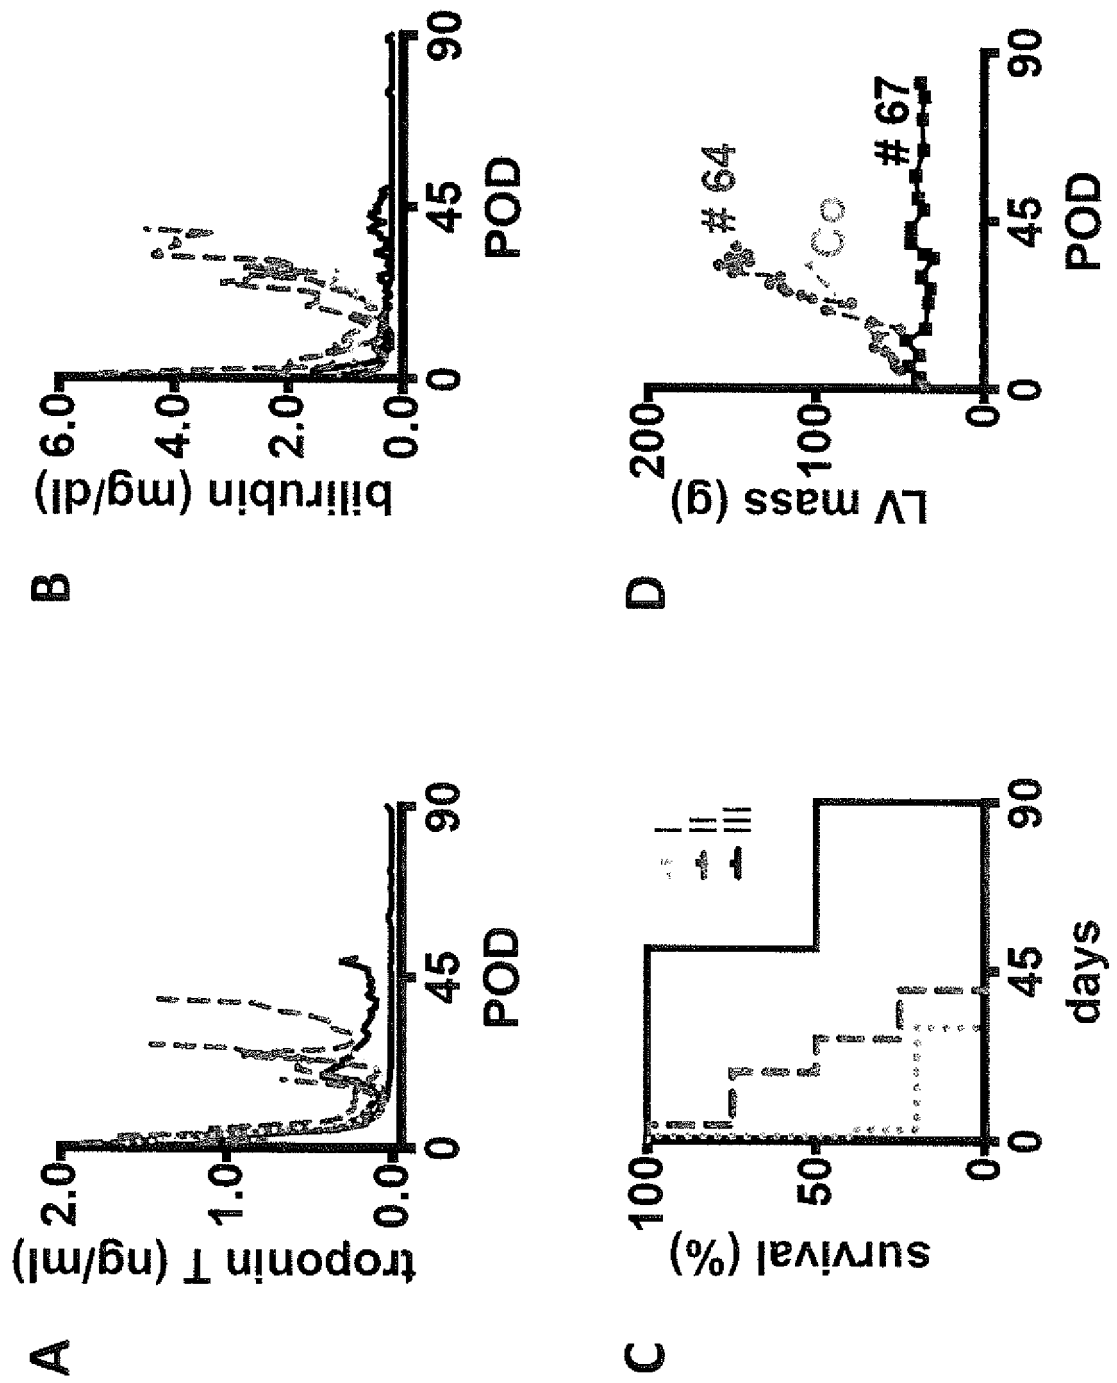 A
troponin T (ng/ml)
2.0
1.0
0.0
0
45
90
POD
B
bilirubin (mg/dl)
6.0
4.0
2.0
0.0
0
45
90
POD
C
survival (%)
100
50
0
0
45
90
days
I
II
III
D
LV mass (g)
200
100
0
0
45
90
POD
# 64
Co
# 67